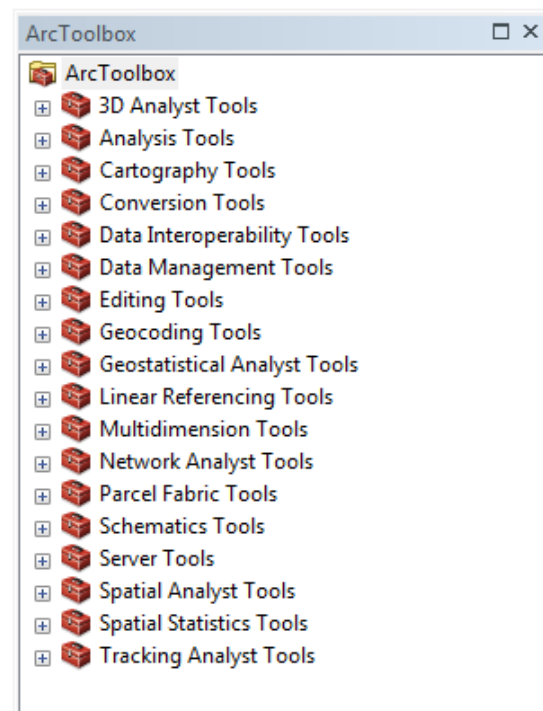 ArcToolbox
ArcToolbox
3D Analyst Tools
Analysis Tools
Cartography Tools
Conversion Tools
Data Interoperability Tools
Data Management Tools
Editing Tools
Geocoding Tools
Geostatistical Analyst Tools
Linear Referencing Tools
Multidimension Tools
Network Analyst Tools
Parcel Fabric Tools
Schematics Tools
Server Tools
Spatial Analyst Tools
Spatial Statistics Tools
Tracking Analyst Tools